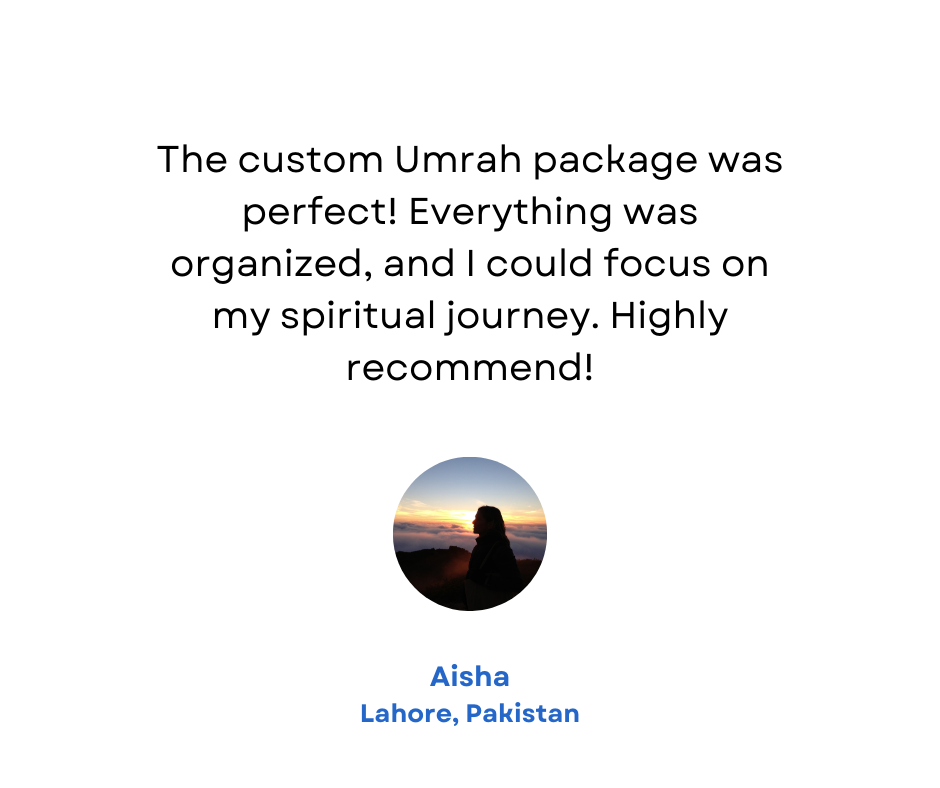 The custom Umrah package was
perfect! Everything was
organized, and I could focus on
my spiritual journey. Highly
recommend!
Aisha
Lahore, Pakistan